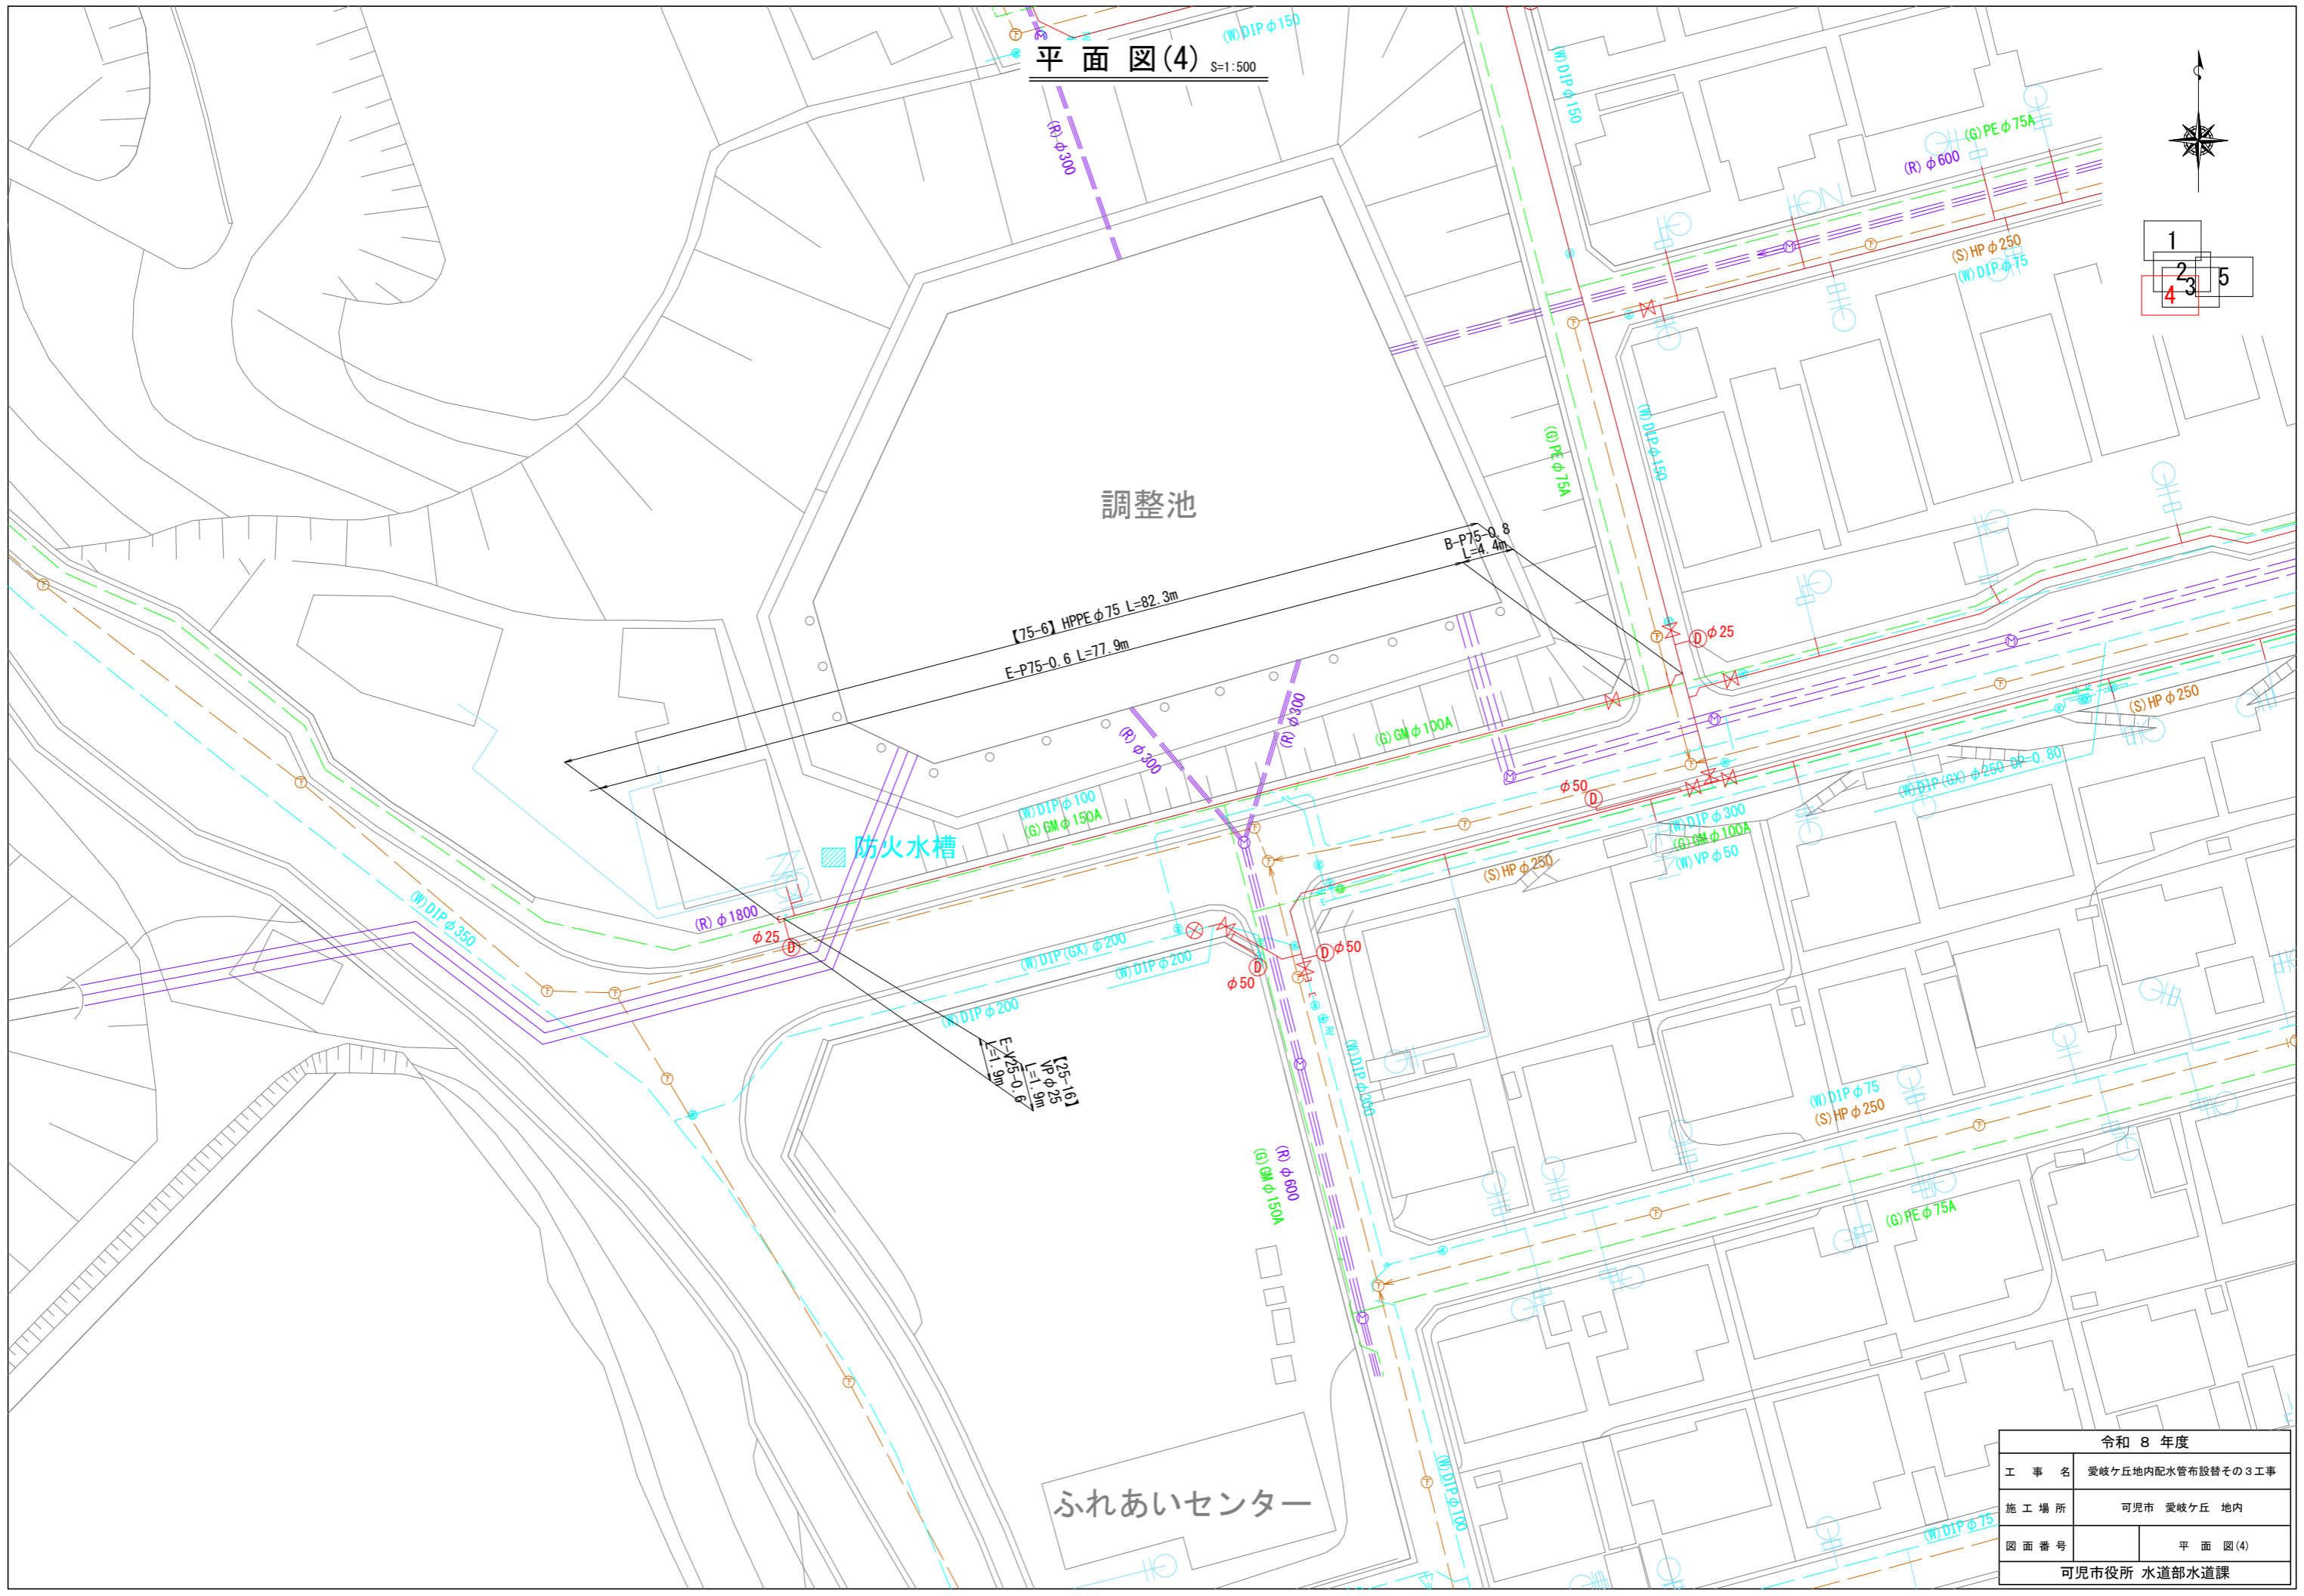 平 面 図(4) S=1:500
(W)DIPφ150
(R)φ300
(W)DIPφ150
(G)PEφ75A
(R)φ600
(S)HPφ250
(W)DIPφ75
1
2
3
5
4
(W)DIPφ150
(G)PEφ75A
調整池
B-P75-0.8
L=4.4m
【75-6】HPPEφ75 L=82.3m
E-P75-0.6 L=77.9m
D φ25
(R)φ300
(R)φ300
(G)GMφ100A
(S)HPφ250
(W)DIP(GX)φ250 DP=0.80
φ50
D
(W)DIPφ100
(G)GMφ150A
(W)DIPφ300
(G)GMφ100A
(W)VPφ50
防火水槽
(S)HPφ250
(W)DIPφ350
(R)φ1800
φ25
D
(W)DIP(GX)φ200
(W)DIPφ200
(W)DIPφ200
D φ50
D
φ50
【25-16】
VPφ25
L=1.9m
E-V25-0.6
L=1.9m
(W)DIPφ300
(W)DIPφ75
(S)HPφ250
(R)φ600
(G)GMφ150A
(G)PEφ75A
(W)DIPφ100
(W)DIPφ75
ふれあいセンター
令和 8 年度
工 事 名 愛岐ケ丘地内配水管布設替その3工事
施工場所 可児市 愛岐ケ丘 地内
図面番号 平 面 図(4)
可児市役所 水道部水道課